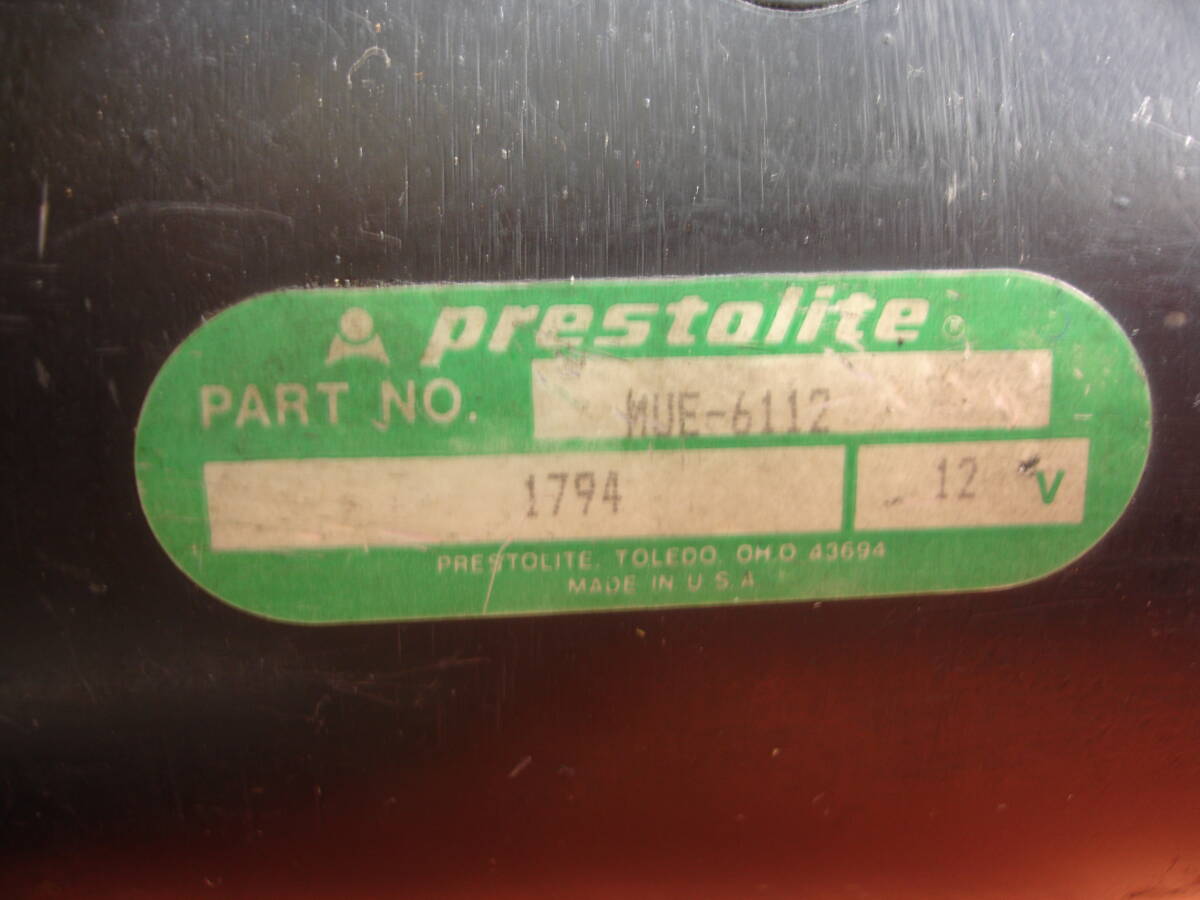 prestolite
PART NO. MUE-6112
1794 12 V
PRESTOLITE, TOLEDO, OHIO 43694
MADE IN U.S.A.